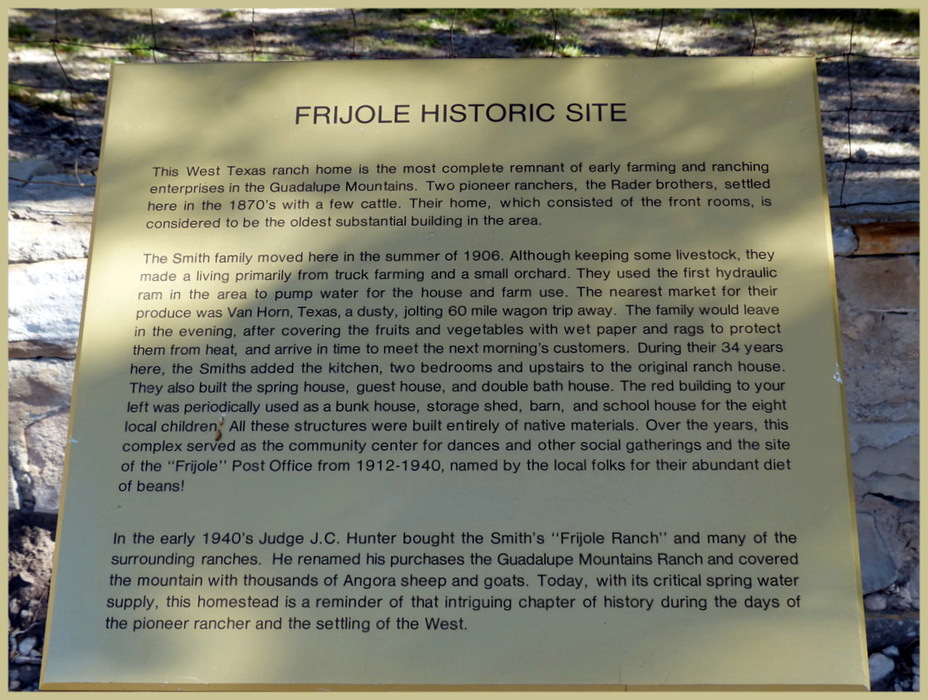 FRIJOLE HISTORIC SITE
This West Texas ranch home is the most complete remnant of early farming and ranching
enterprises in the Guadalupe Mountains. Two pioneer ranchers, the Rader brothers, settled
here in the 1870's with a few cattle. Their home, which consisted of the front rooms, is
considered to be the oldest substantial building in the area.
The Smith family moved here in the summer of 1906. Although keeping some livestock, they
made a living primarily from truck farming and a small orchard. They used the first hydraulic
ram in the area to pump water for the house and farm use. The nearest market for their
produce was Van Horn, Texas, a dusty, jolting 60 mile wagon trip away. The family would leave
in the evening, after covering the fruits and vegetables with wet paper and rags to protect
them from heat, and arrive in time to meet the next morning's customers. During their 34 years
here, the Smiths added the kitchen, two bedrooms and upstairs to the original ranch house.
They also built the spring house, guest house, and double bath house. The red building to your
left was periodically used as a bunk house, storage shed, barn, and school house for the eight
local children. All these structures were built entirely of native materials. Over the years, this
complex served as the community center for dances and other social gatherings and the site
of the "Frijole" Post Office from 1912-1940, named by the local folks for their abundant diet
of beans!
In the early 1940's Judge J.C. Hunter bought the Smith's "Frijole Ranch" and many of the
surrounding ranches. He renamed his purchases the Guadalupe Mountains Ranch and covered
the mountain with thousands of Angora sheep and goats. Today, with its critical spring water
supply, this homestead is a reminder of that intriguing chapter of history during the days of
the pioneer rancher and the settling of the West.